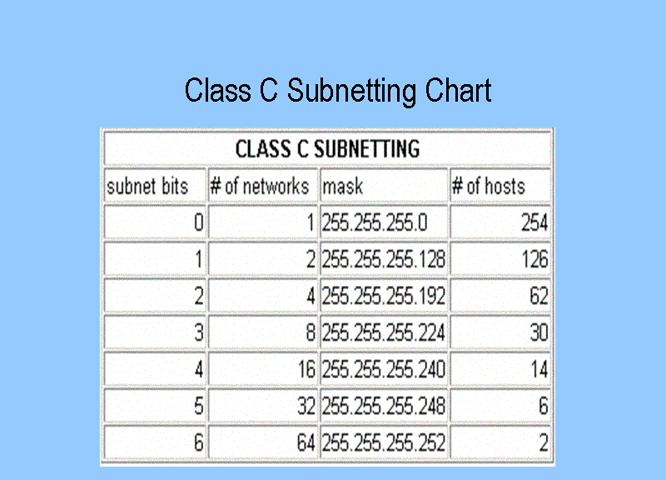 Class C Subnetting Chart
CLASS C SUBNETTING
subnet bits # of networks mask # of hosts
0 1 255.255.255.0 254
1 2 255.255.255.128 126
2 4 255.255.255.192 62
3 8 255.255.255.224 30
4 16 255.255.255.240 14
5 32 255.255.255.248 6
6 64 255.255.255.252 2